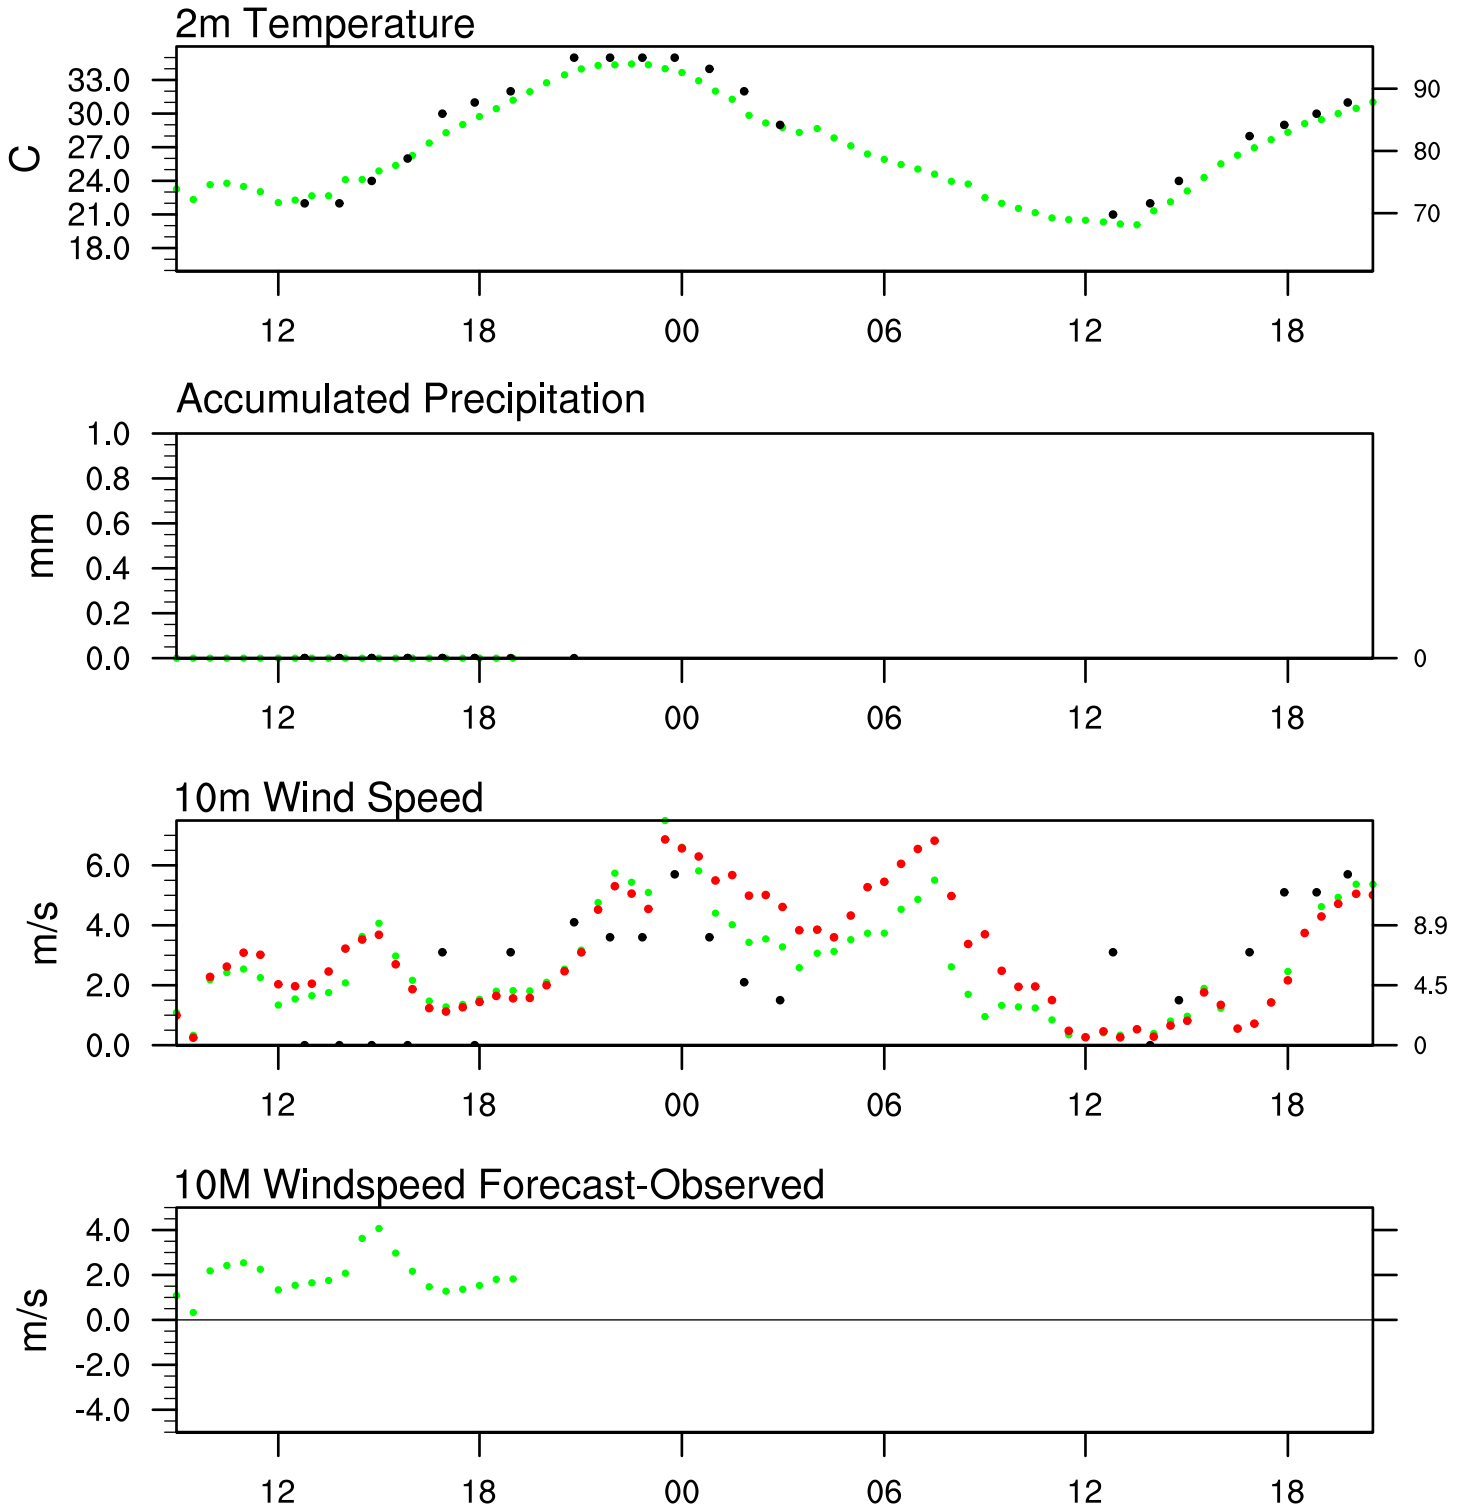 2m Temperature
33.0
30.0
27.0
24.0
21.0
18.0
C
90
80
70
12 18 00 06 12 18
Accumulated Precipitation
1.0
0.8
0.6
0.4
0.2
0.0
mm
0
12 18 00 06 12 18
10m Wind Speed
6.0
4.0
2.0
0.0
m/s
8.9
4.5
0
12 18 00 06 12 18
10M Windspeed Forecast-Observed
4.0
2.0
0.0
-2.0
-4.0
m/s
12 18 00 06 12 18